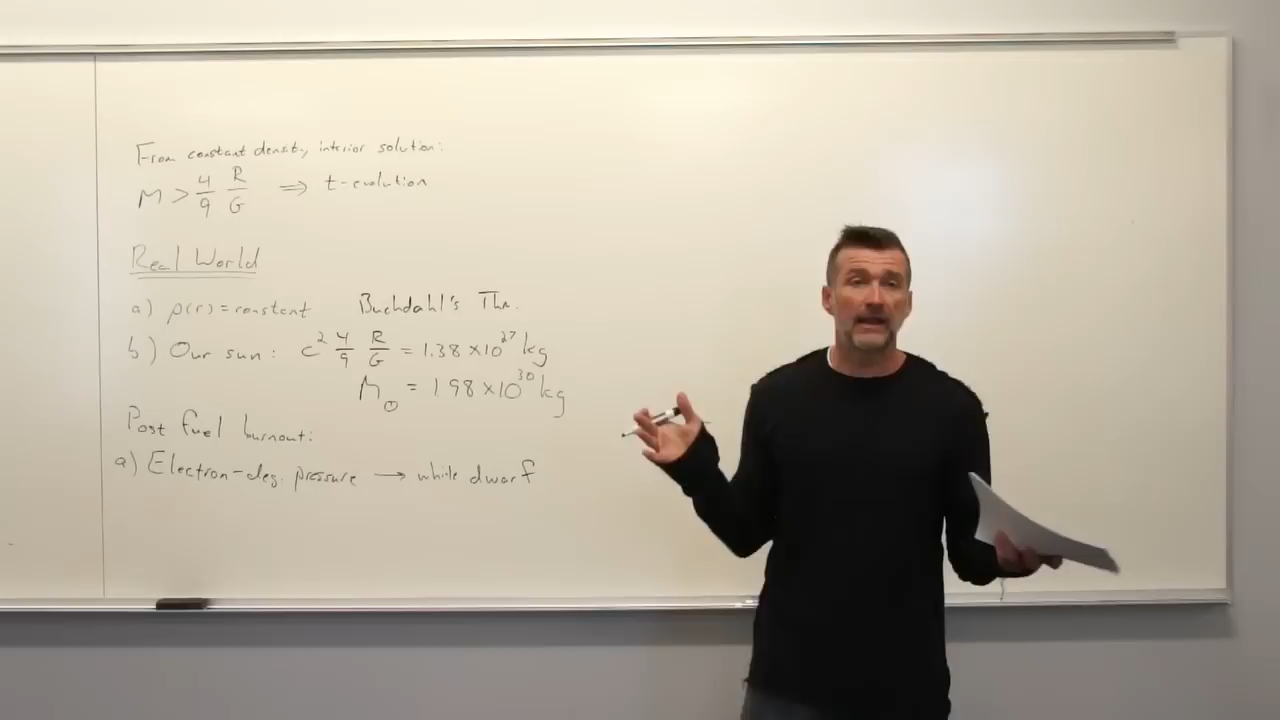 From constant density, interior solution:
M > 4/9 R/G ⟹ t-evolution
Real World
a) ρ(r) = constant Buchdahl's Thm.
b) Our sun: c² 4/9 R/G = 1.38 × 10²⁷ kg
M⊙ = 1.98 × 10³⁰ kg
Post fuel burnout:
a) Electron-deg. pressure → white dwarf